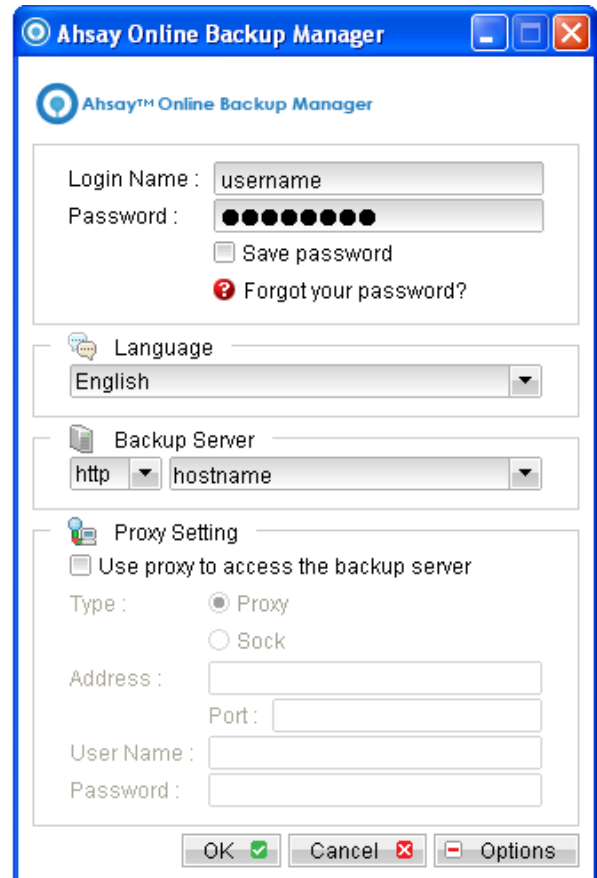 Ahsay Online Backup Manager
Ahsay™ Online Backup Manager
Login Name : username
Password : ●●●●●●●●
Save password
Forgot your password?
Language
English
Backup Server
http hostname
Proxy Setting
Use proxy to access the backup server
Type : Proxy
Sock
Address :
Port :
User Name :
Password :
OK Cancel Options